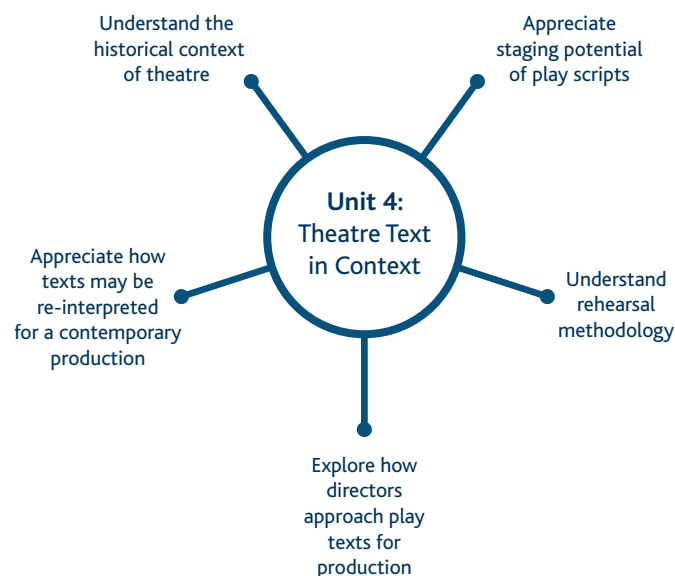 Understand the
historical context
of theatre
Appreciate
staging potential
of play scripts
Unit 4:
Theatre Text
in Context
Appreciate how
texts may be
re-interpreted
for a contemporary
production
Understand
rehearsal
methodology
Explore how
directors
approach play
texts for
production